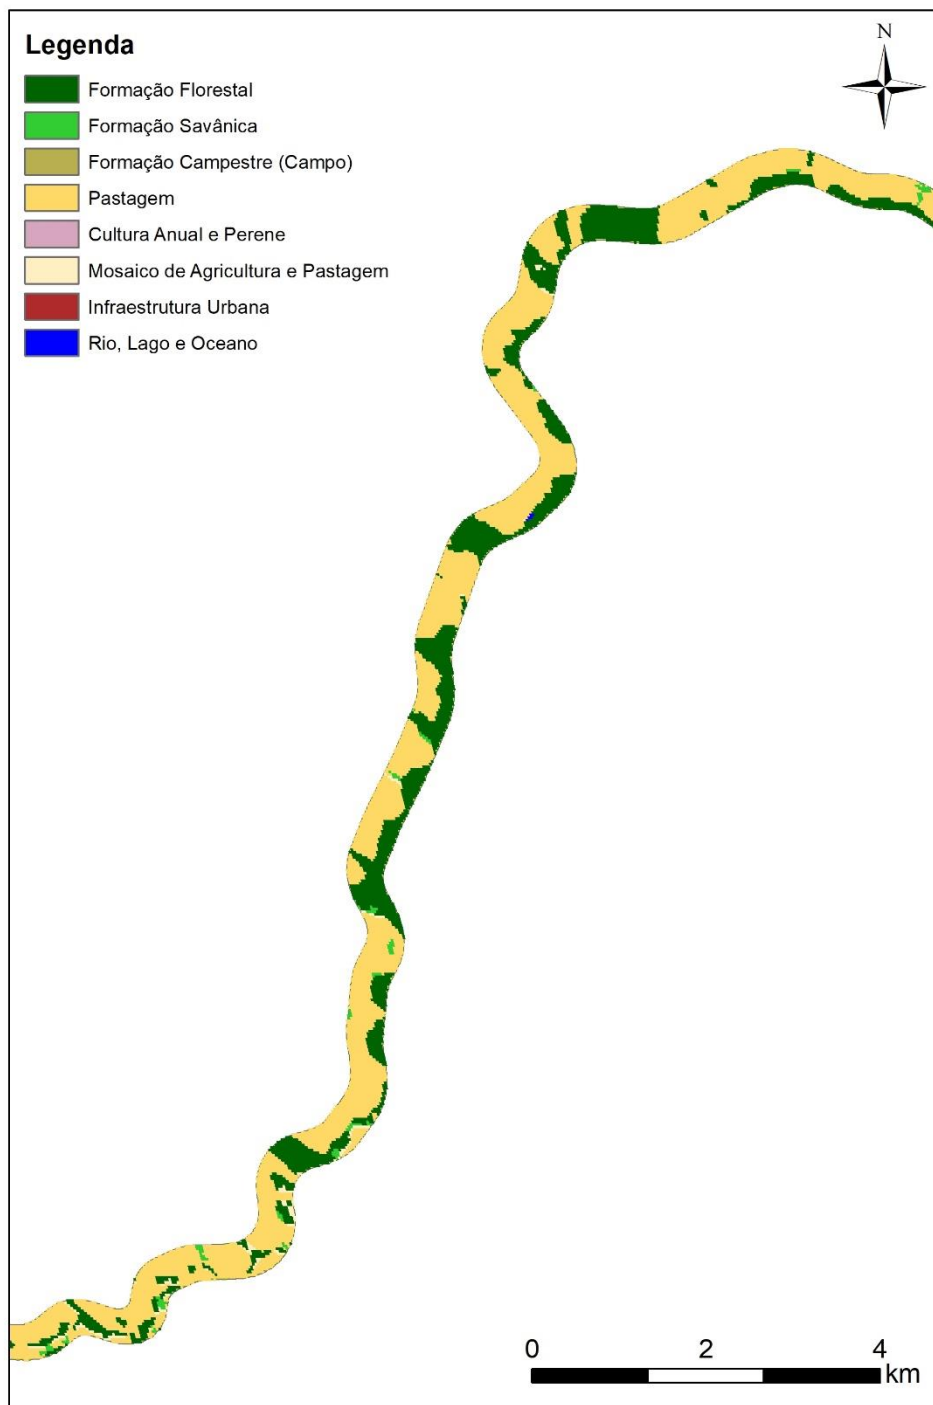 Legenda
N
Formação Florestal
Formação Savânica
Formação Campestre (Campo)
Pastagem
Cultura Anual e Perene
Mosaico de Agricultura e Pastagem
Infraestrutura Urbana
Rio, Lago e Oceano
0 2 4
km